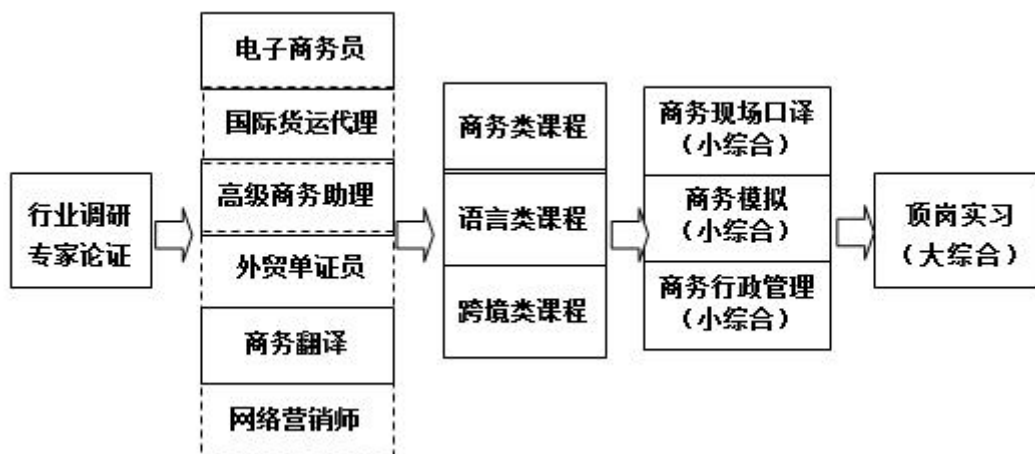 行业调研
专家论证
电子商务员
国际货运代理
高级商务助理
外贸单证员
商务翻译
网络营销师
商务类课程
语言类课程
跨境类课程
商务现场口译
（小综合）
商务模拟
（小综合）
商务行政管理
（小综合）
顶岗实习
（大综合）